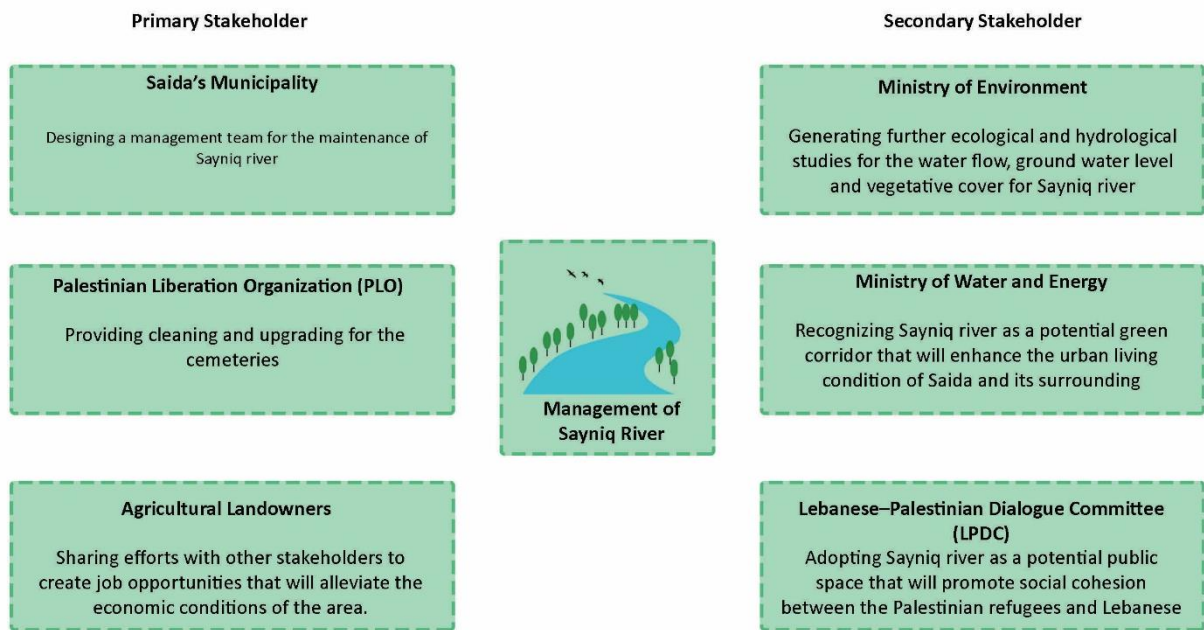 Primary Stakeholder
Saida's Municipality
Designing a management team for the maintenance of
Sayniq river
Palestinian Liberation Organization (PLO)
Providing cleaning and upgrading for the
cemeteries
Agricultural Landowners
Sharing efforts with other stakeholders to
create job opportunities that will alleviate the
economic conditions of the area.
Management of
Sayniq River
Secondary Stakeholder
Ministry of Environment
Generating further ecological and hydrological
studies for the water flow, ground water level
and vegetative cover for Sayniq river
Ministry of Water and Energy
Recognizing Sayniq river as a potential green
corridor that will enhance the urban living
condition of Saida and its surrounding
Lebanese–Palestinian Dialogue Committee
(LPDC)
Adopting Sayniq river as a potential public
space that will promote social cohesion
between the Palestinian refugees and Lebanese